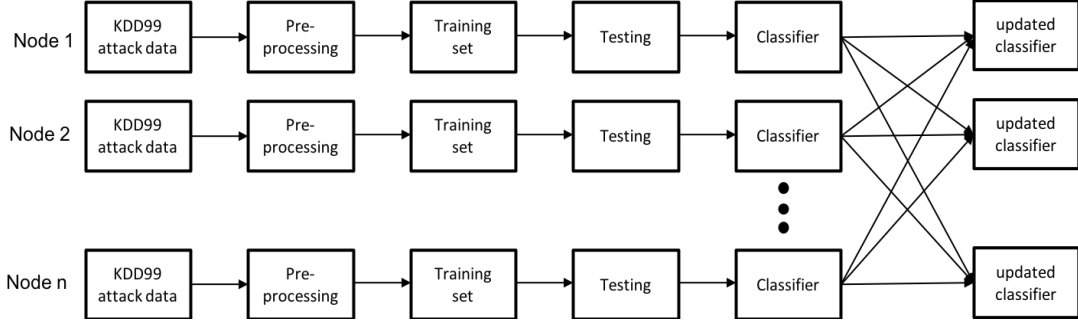 Node 1
KDD99
attack data
Pre-
processing
Training
set
Testing
Classifier
updated
classifier
Node 2
KDD99
attack data
Pre-
processing
Training
set
Testing
Classifier
updated
classifier
Node n
KDD99
attack data
Pre-
processing
Training
set
Testing
Classifier
updated
classifier